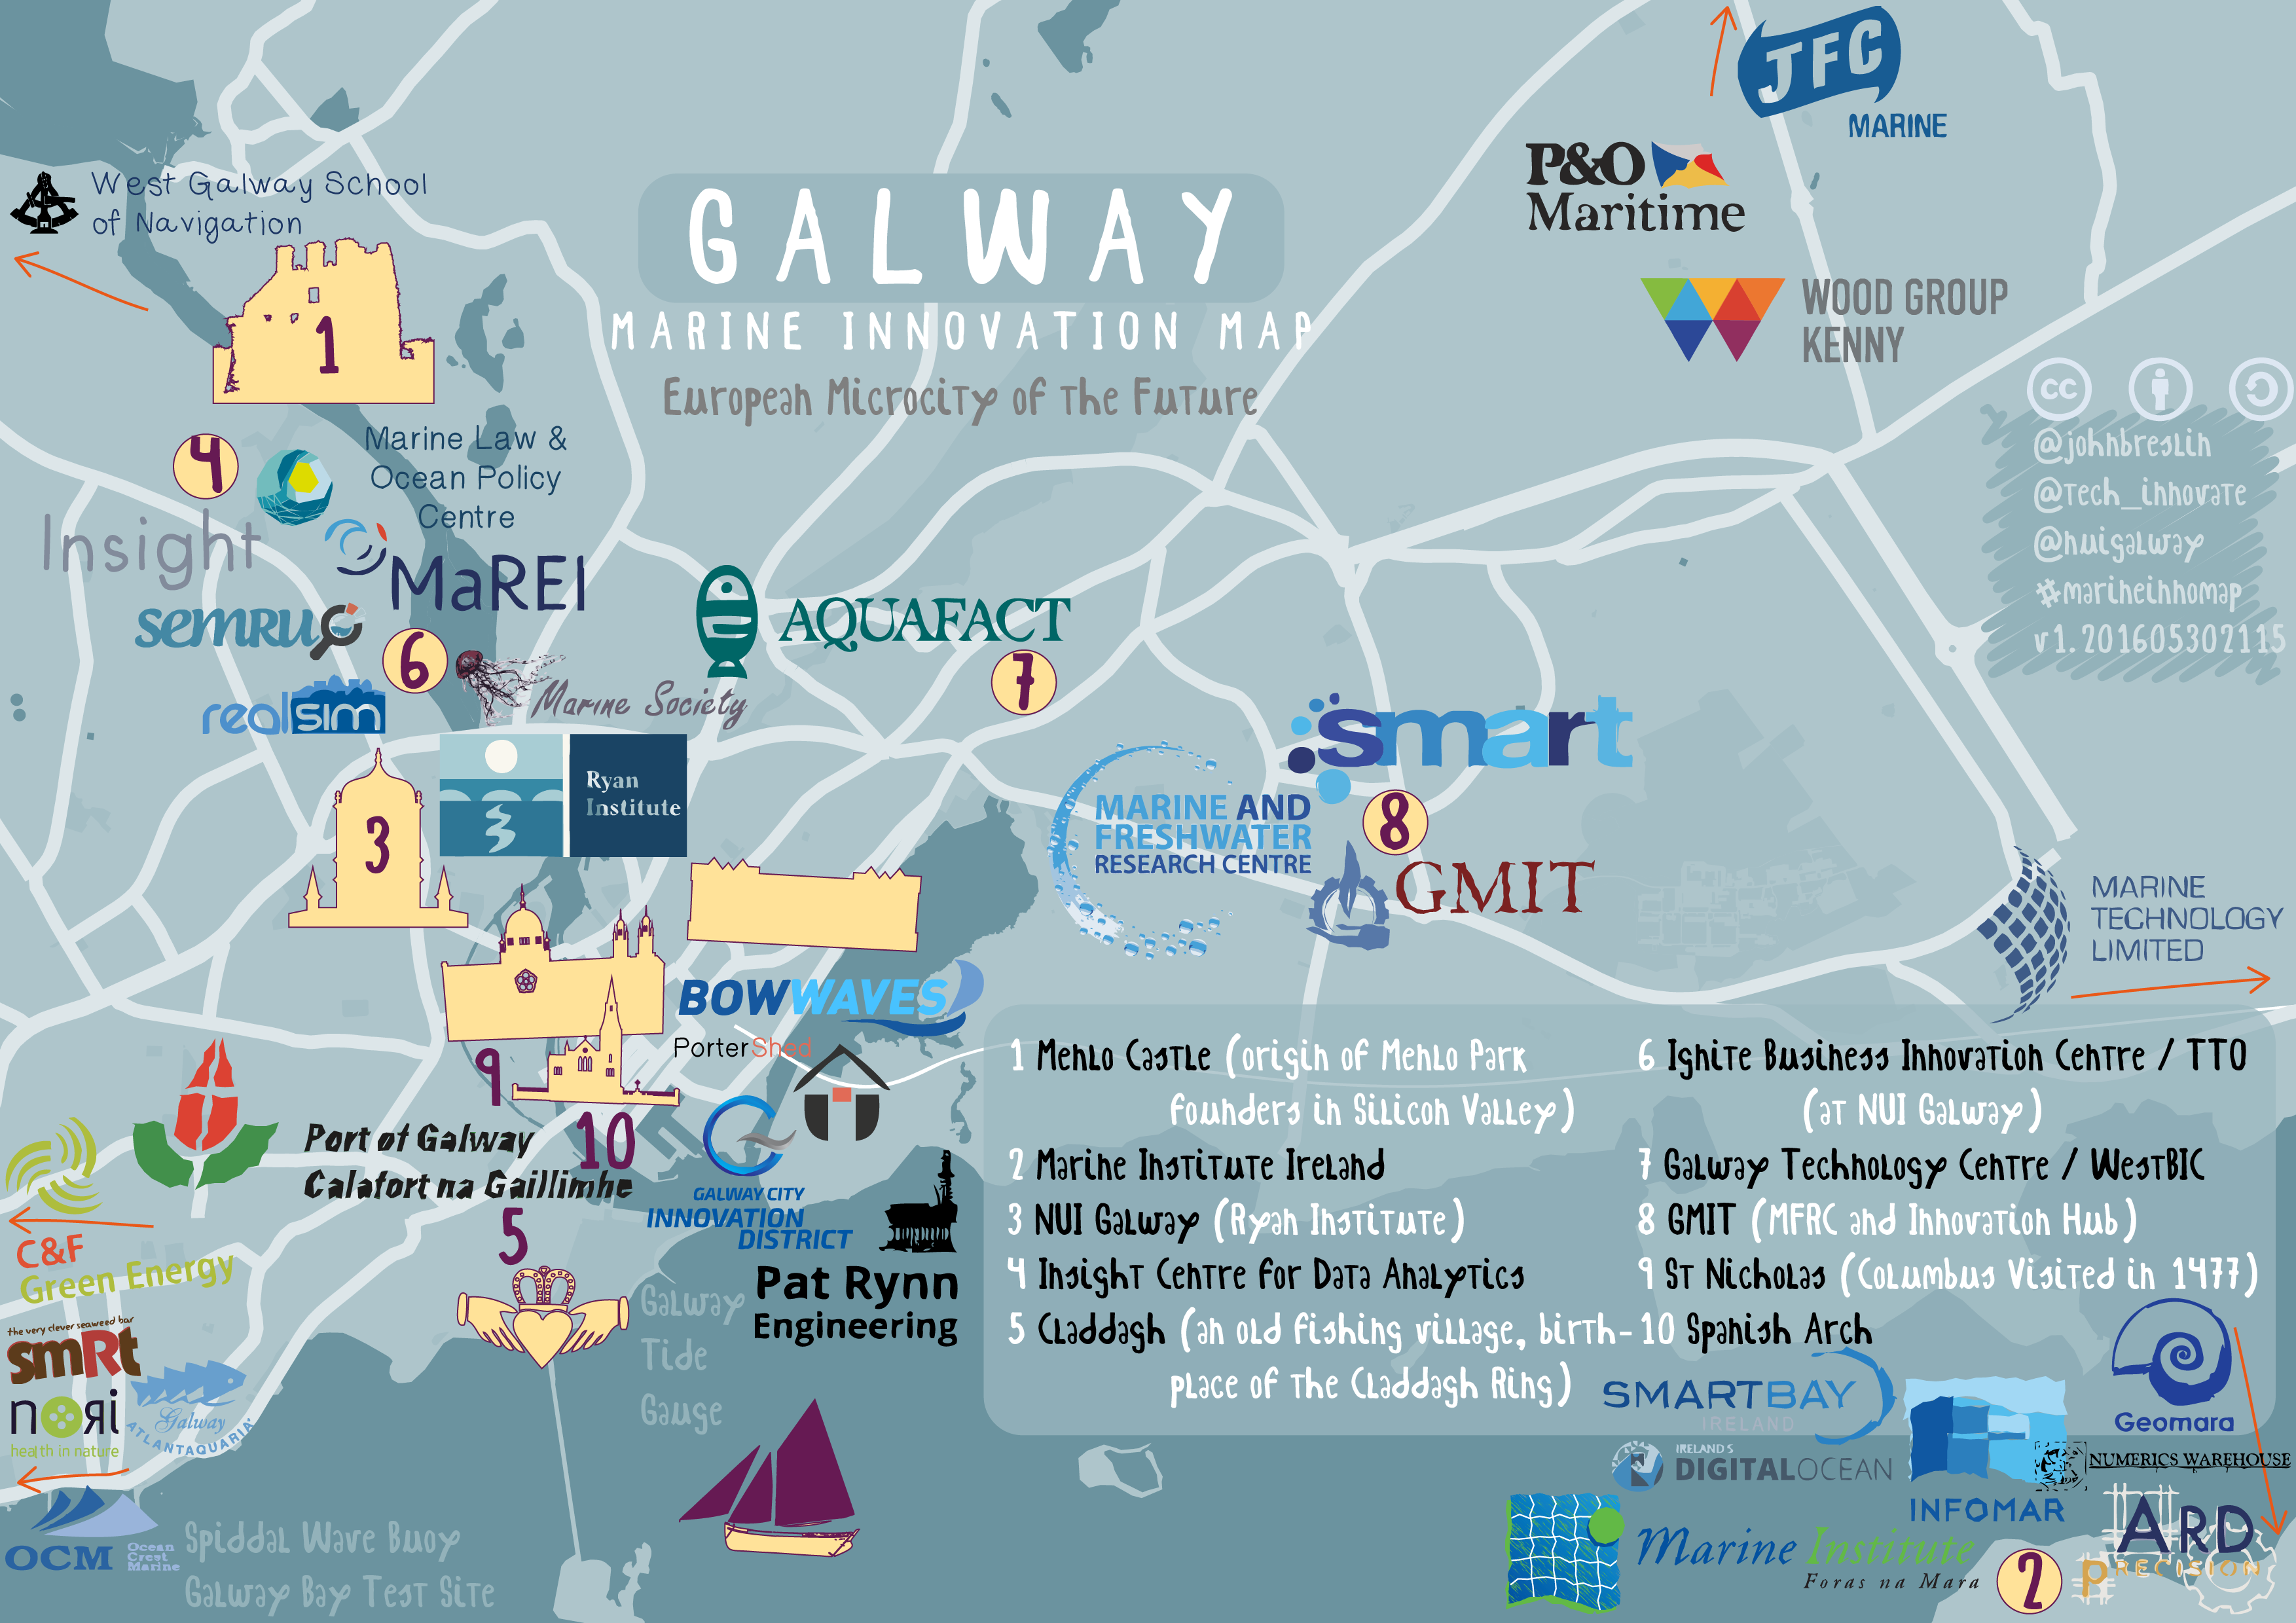 GALWAY
MARINE INNOVATION MAP
European Microcity of the Future
JFC
MARINE
P&O
Maritime
WOOD GROUP
KENNY
cc
@johnbreslin
@tech_innovate
@nuigalway
#marineinnomap
v1.201605302115
West Galway School
of Navigation
1
4
Marine Law &
Ocean Policy
Centre
Insight
MaREI
semru
6
Marine Society
realsim
AQUAFACT
7
Ryan
Institute
3
smart
MARINE AND
FRESHWATER
RESEARCH CENTRE
8
GMIT
MARINE
TECHNOLOGY
LIMITED
BOWWAVES
PorterShed
9
10
Port of Galway
Calafort na Gaillimhe
5
GALWAY CITY
INNOVATION
DISTRICT
Pat Rynn
Engineering
Galway
Tide
Gauge
C&F
Green Energy
the very clever seaweed bar
smRt
nori
health in nature
Galway
ATLANTAQUARIA
OCM
Ocean
Crest
Marine
Spiddal Wave Buoy
Galway Bay Test Site
1 Menlo Castle (origin of Menlo Park
founders in Silicon Valley)
2 Marine Institute Ireland
3 NUI Galway (Ryan Institute)
4 Insight Centre for Data Analytics
5 Claddagh (an old fishing village, birth-
place of the Claddagh Ring)
6 Ignite Business Innovation Centre / TTO
(at NUI Galway)
7 Galway Technology Centre / WestBIC
8 GMIT (MFRC and Innovation Hub)
9 St Nicholas (Columbus Visited in 1477)
10 Spanish Arch
SMARTBAY
IRELAND
IRELAND'S
DIGITALOCEAN
INFOMAR
Geomara
NUMERICS WAREHOUSE
Marine Institute
Foras na Mara
2
ARD
PRECISION